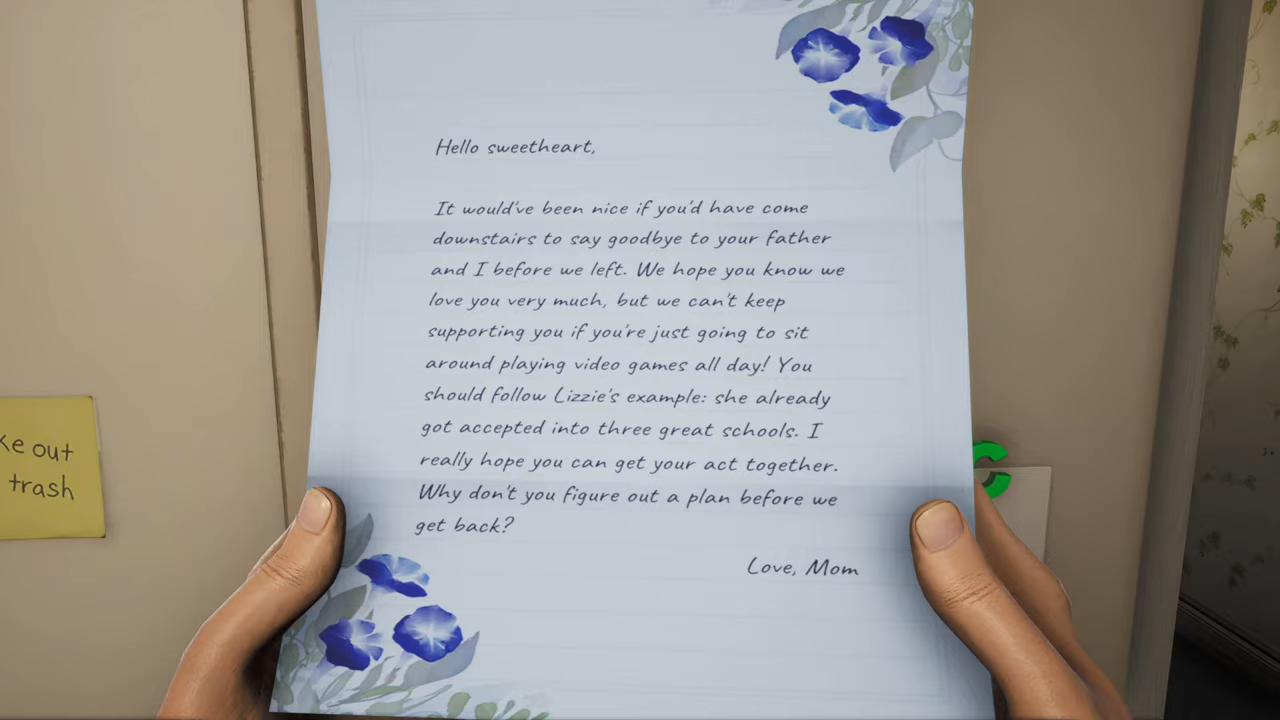 Hello sweetheart,
It would've been nice if you'd have come
downstairs to say goodbye to your father
and I before we left. We hope you know we
love you very much, but we can't keep
supporting you if you're just going to sit
around playing video games all day! You
should follow Lizzie's example: she already
got accepted into three great schools. I
really hope you can get your act together.
Why don't you figure out a plan before we
get back?
Love, Mom
ke out
trash